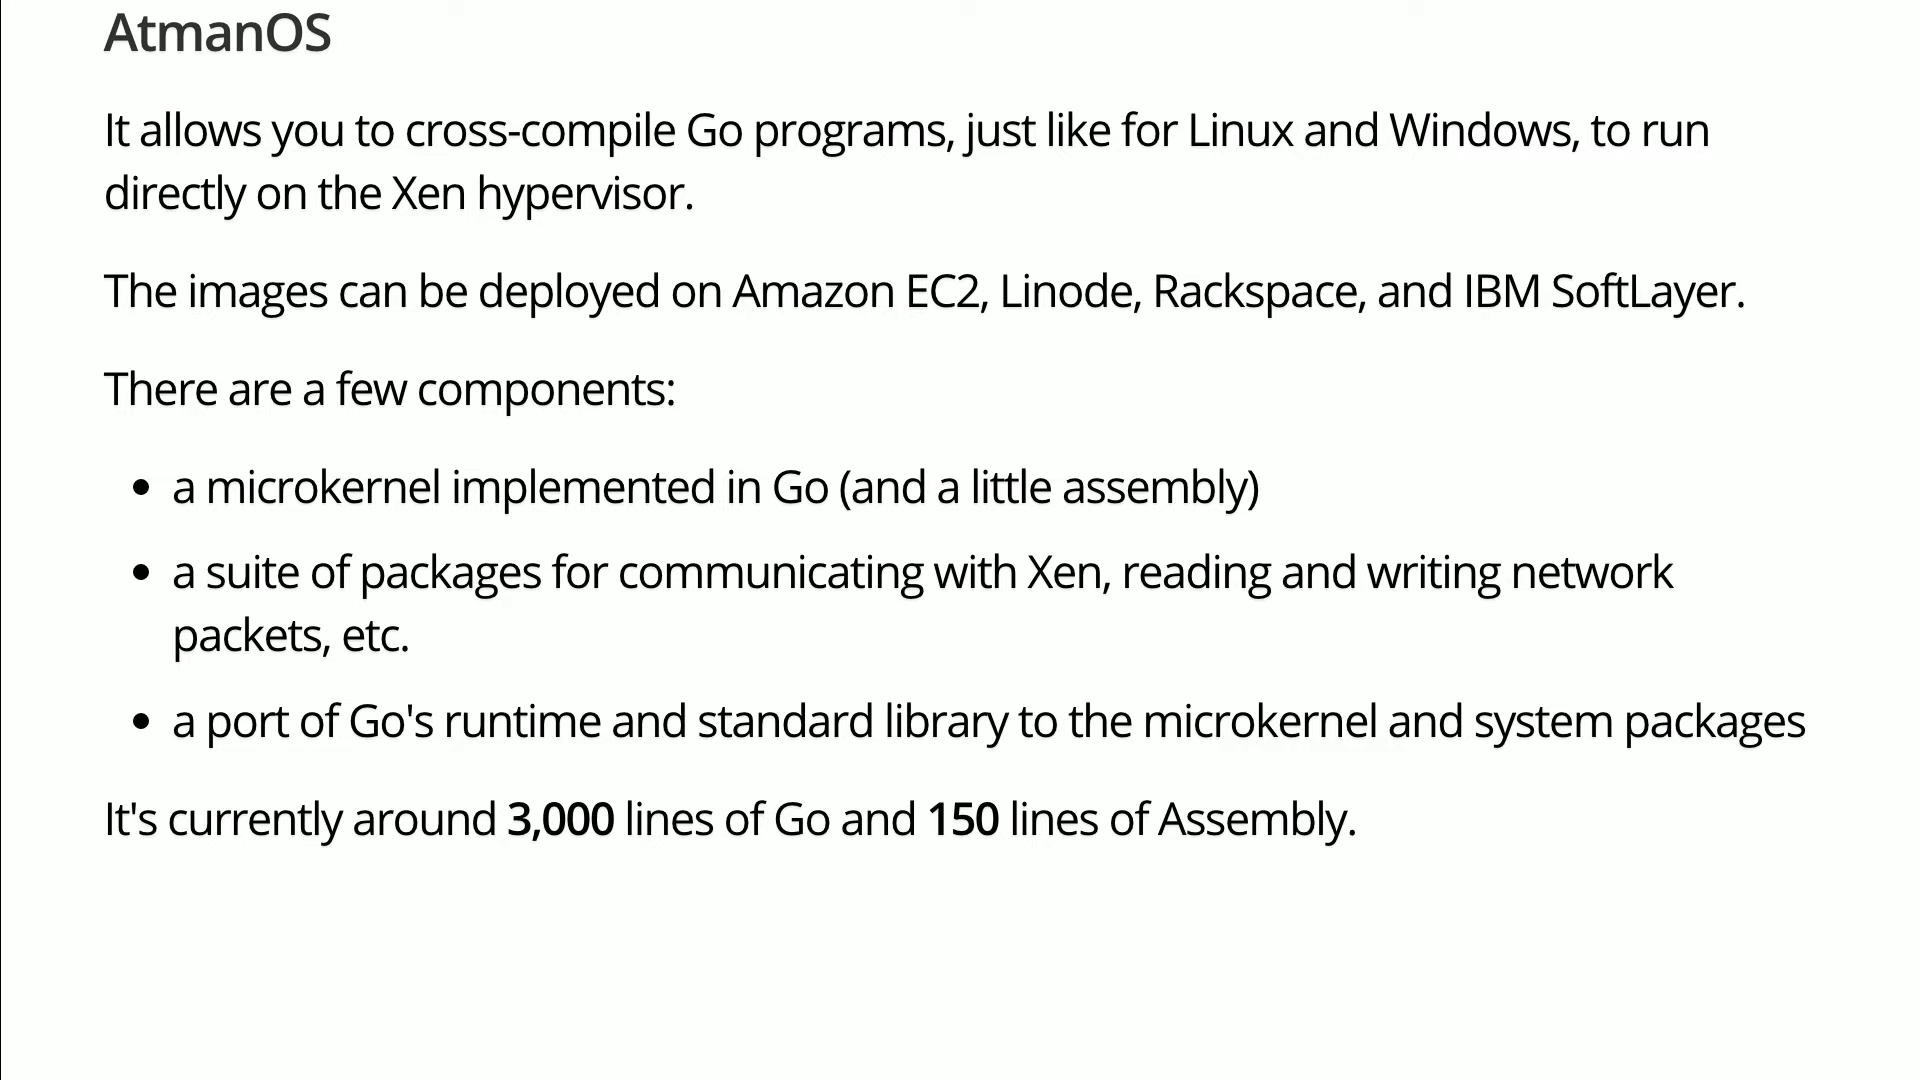 AtmanOS
It allows you to cross-compile Go programs, just like for Linux and Windows, to run
directly on the Xen hypervisor.
The images can be deployed on Amazon EC2, Linode, Rackspace, and IBM SoftLayer.
There are a few components:
• a microkernel implemented in Go (and a little assembly)
• a suite of packages for communicating with Xen, reading and writing network
packets, etc.
• a port of Go's runtime and standard library to the microkernel and system packages
It's currently around 3,000 lines of Go and 150 lines of Assembly.